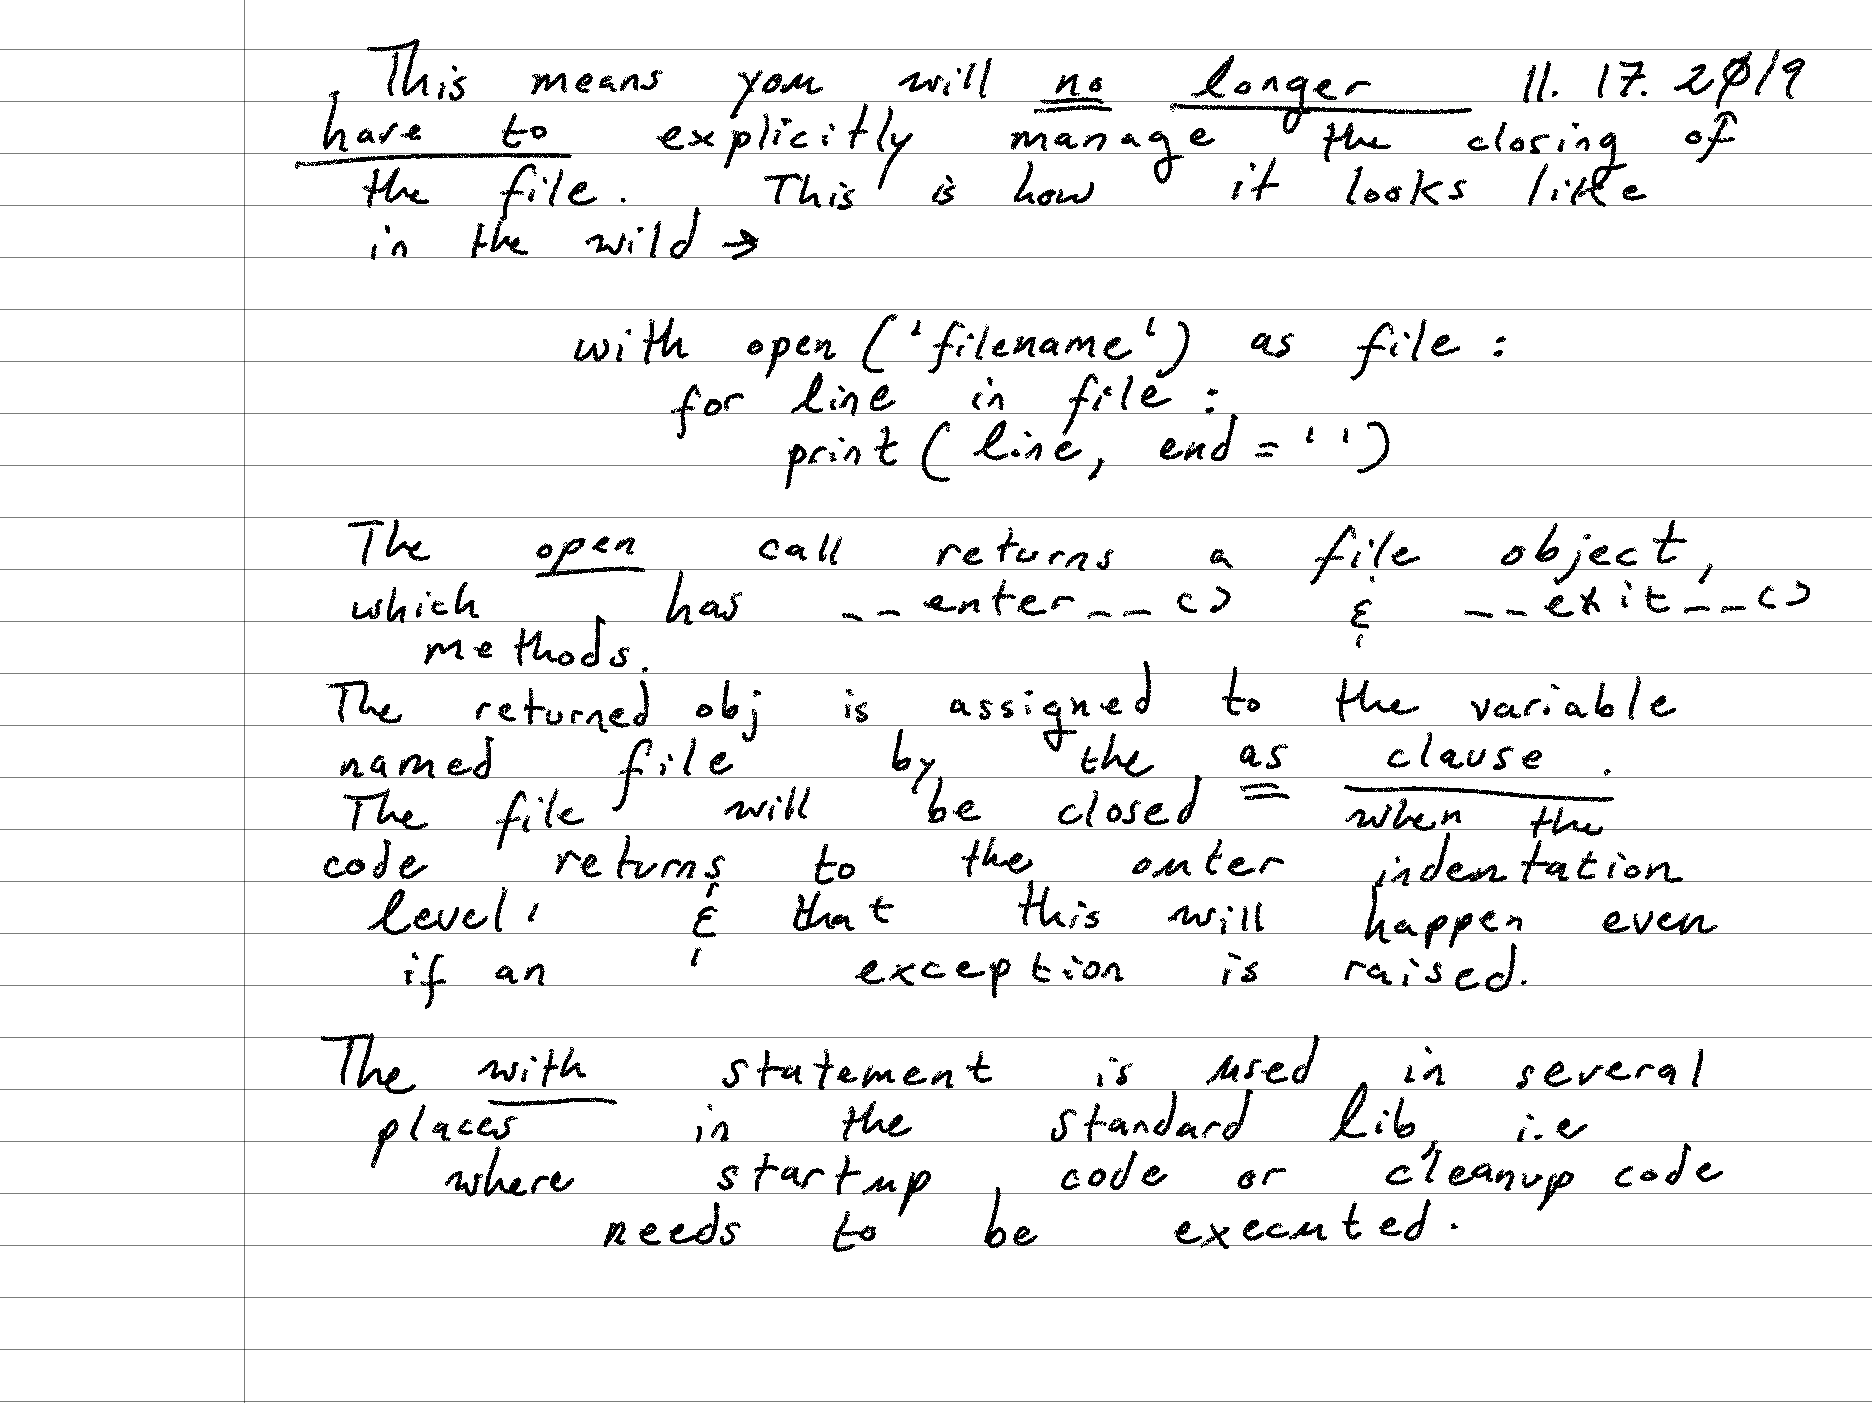 This means you will no longer 11. 17. 2019
have to explicitly manage the closing of
the file. This is how it looks like
in the wild →
with open ('filename') as file :
for line in file :
print ( line, end = '')
The open call returns a file object,
which has __enter__() & __exit__()
methods.
The returned obj is assigned to the variable
named file by the as clause.
The file will be closed when the
code returns to the outer indentation
level, & that this will happen even
if an exception is raised.
The with statement is used in several
places in the standard lib, i.e
where startup code or cleanup code
needs to be executed.